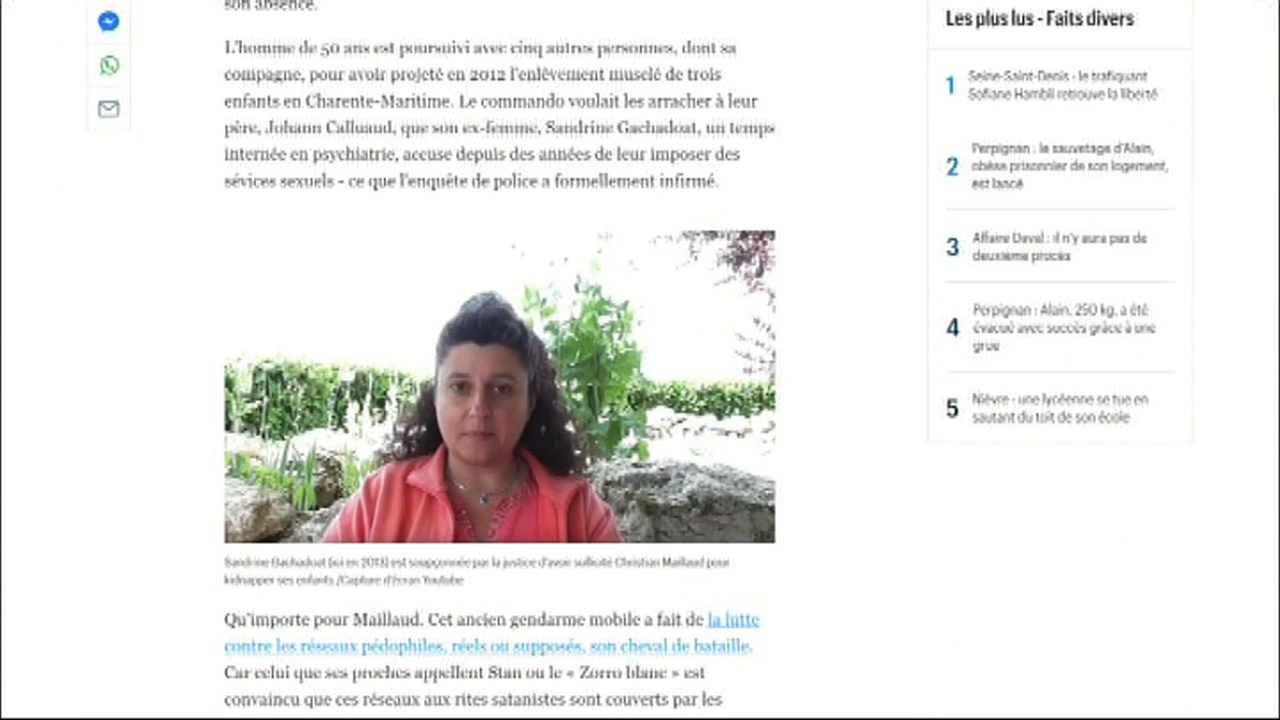 son absence.
L'homme de 50 ans est poursuivi avec cinq autres personnes, dont sa
compagne, pour avoir projeté en 2012 l'enlèvement musclé de trois
enfants en Charente-Maritime. Le commando voulait les arracher à leur
père, Johann Calluaud, que son ex-femme, Sandrine Gachadoat, un temps
internée en psychiatrie, accuse depuis des années de leur imposer des
sévices sexuels - ce que l'enquête de police a formellement infirmé.
Sandrine Gachadoat (ici en 2013) est soupçonnée par la justice d'avoir sollicité Christian Maillaud pour
kidnapper ses enfants./Capture d'écran Youtube
Qu'importe pour Maillaud. Cet ancien gendarme mobile a fait de la lutte
contre les réseaux pédophiles, réels ou supposés, son cheval de bataille.
Car celui que ses proches appellent Stan ou le « Zorro blanc » est
convaincu que ces réseaux aux rites satanistes sont couverts par les
Les plus lus - Faits divers
1 Seine-Saint-Denis : le trafiquant
Sofiane Hambli retrouve la liberté
2 Perpignan : le sauvetage d'Alain,
obèse prisonnier de son logement,
est lancé
3 Affaire Daval : il n'y aura pas de
deuxième procès
4 Perpignan : Alain, 250 kg, a été
évacué avec succès grâce à une
grue
5 Nièvre : une lycéenne se tue en
sautant du toit de son école